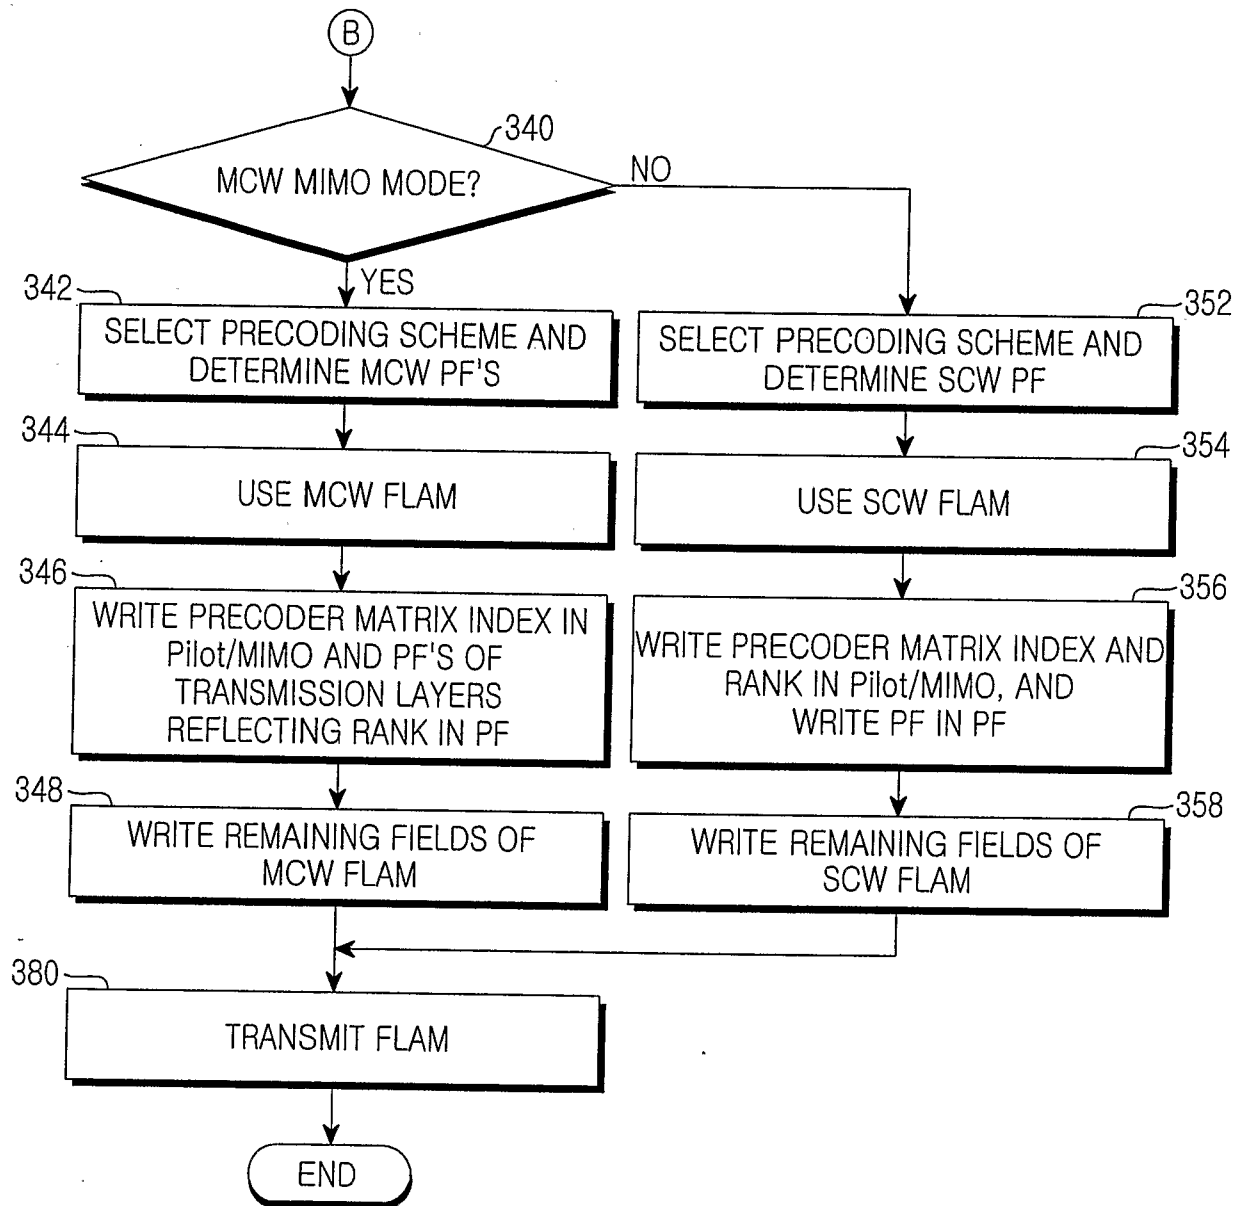 B
340
MCW MIMO MODE?
NO
YES
342
SELECT PRECODING SCHEME AND
DETERMINE MCW PF'S
352
SELECT PRECODING SCHEME AND
DETERMINE SCW PF
344
USE MCW FLAM
354
USE SCW FLAM
346
WRITE PRECODER MATRIX INDEX IN
Pilot/MIMO AND PF'S OF
TRANSMISSION LAYERS
REFLECTING RANK IN PF
356
WRITE PRECODER MATRIX INDEX AND
RANK IN Pilot/MIMO, AND
WRITE PF IN PF
348
WRITE REMAINING FIELDS OF
MCW FLAM
358
WRITE REMAINING FIELDS OF
SCW FLAM
380
TRANSMIT FLAM
END